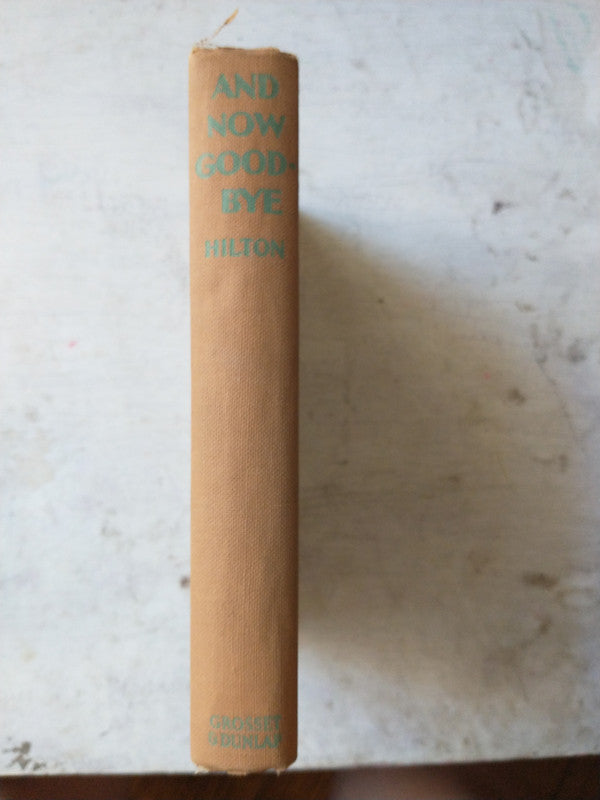 AND
NOW
GOOD-
BYE
HILTON
GROSSET
& DUNLAP